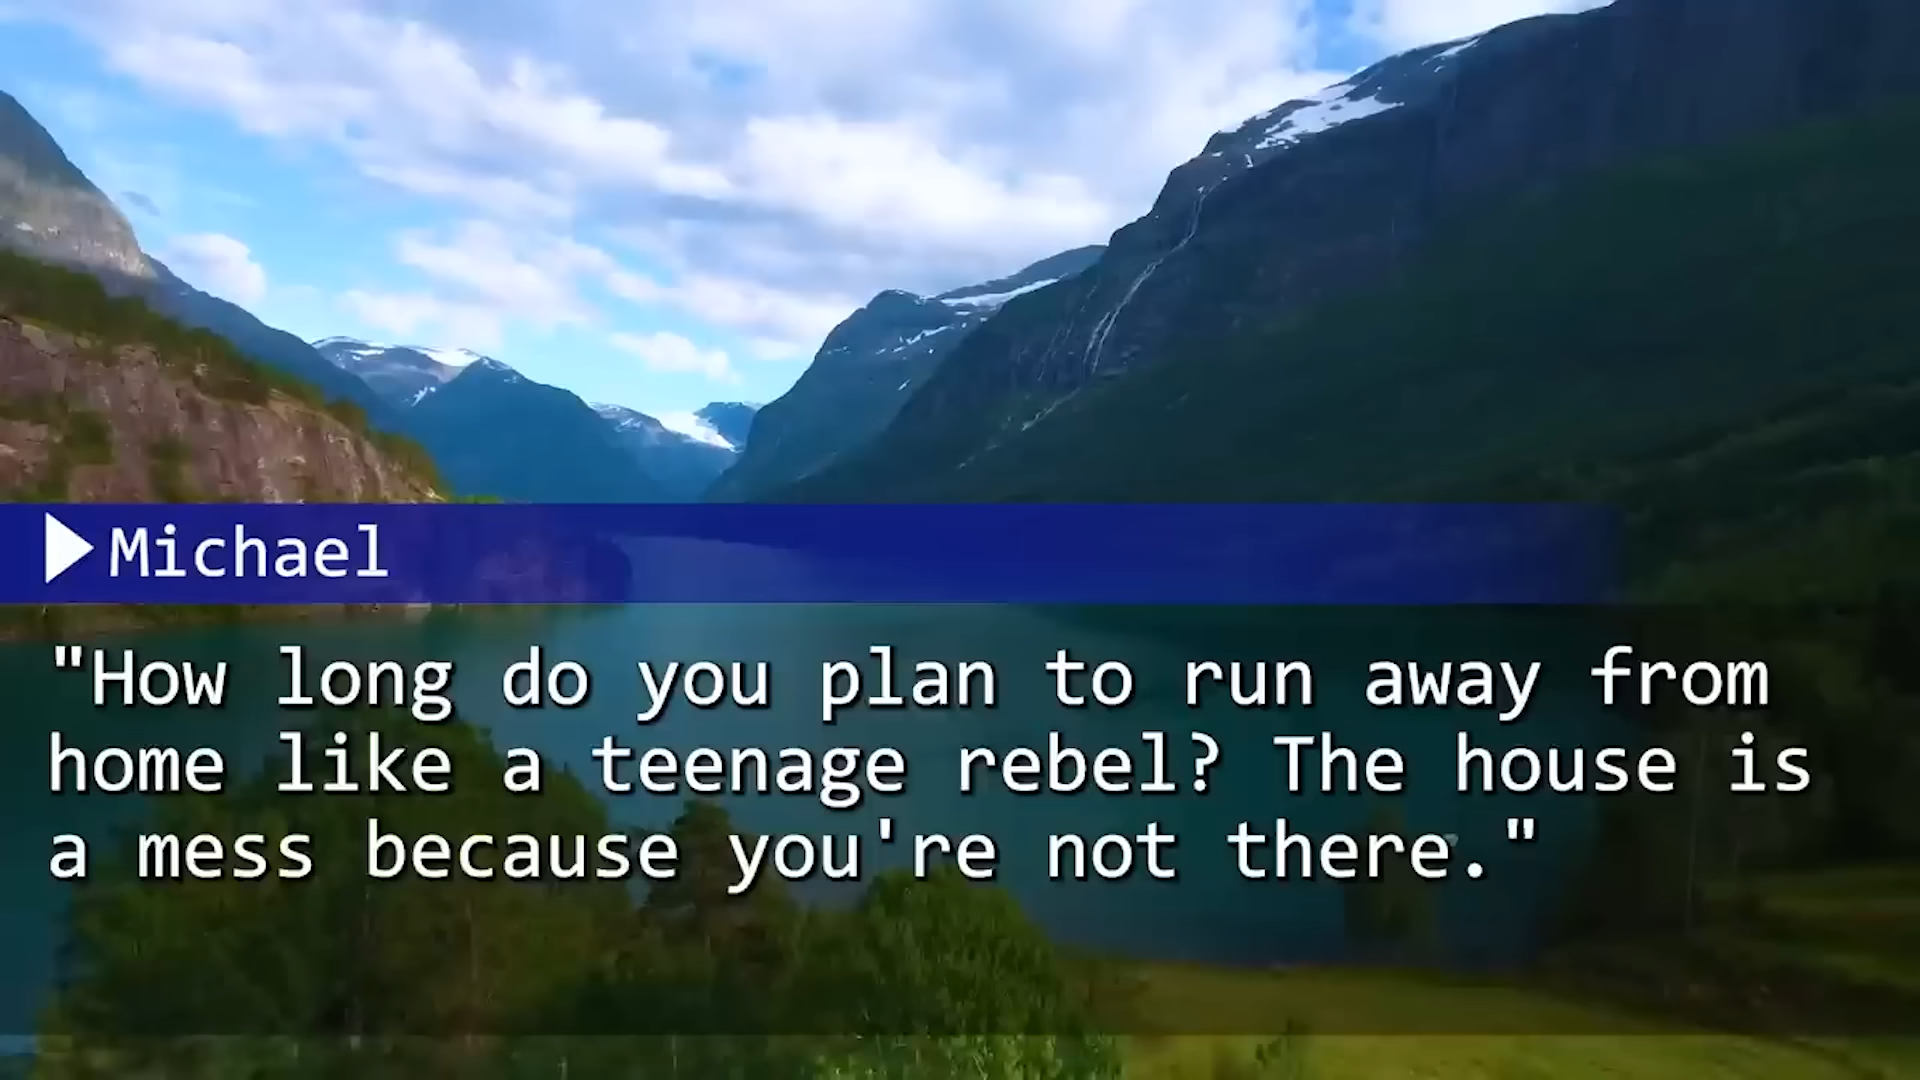 Michael
"How long do you plan to run away from
home like a teenage rebel? The house is
a mess because you're not there."